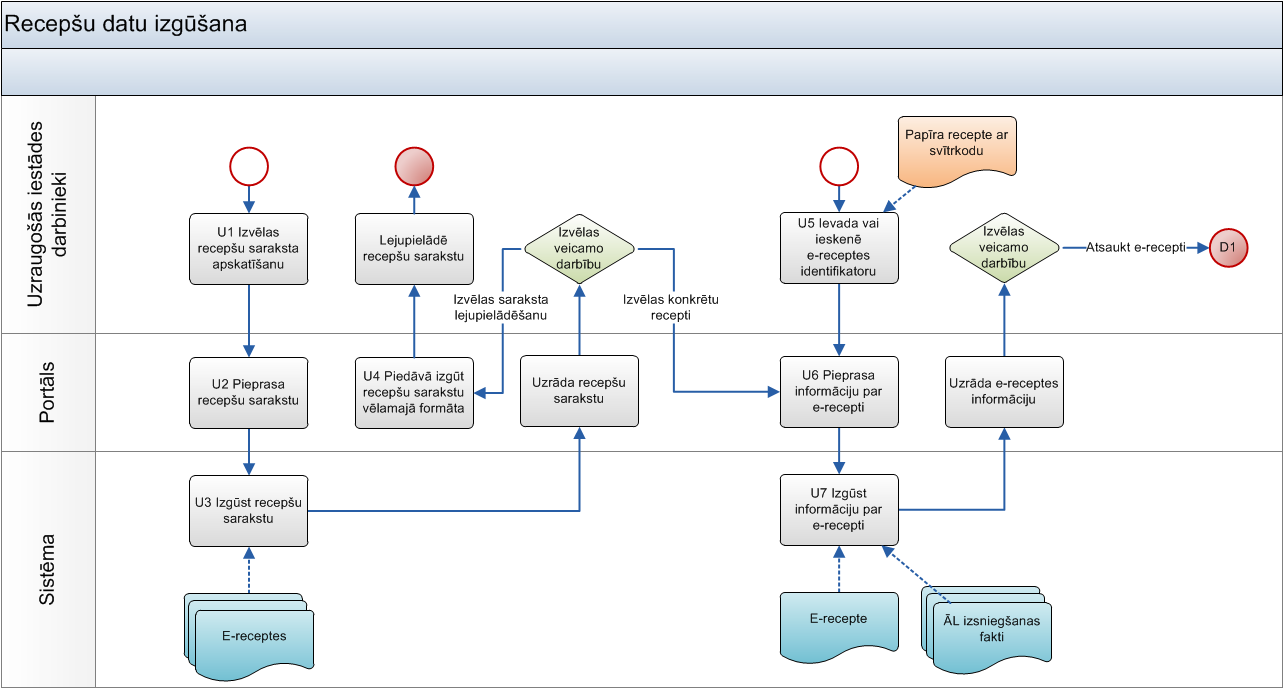 Recepšu datu izgūšana
Uzraugošās iestādes
darbinieki
U1 Izvēlas
recepšu saraksta
apskatīšanu
Lejupielādē
recepšu sarakstu
Izvēlas
veicamo
darbību
Izvēlas saraksta
lejupielādēšanu
Izvēlas konkrētu
recepti
U5 Ievada vai
ieskenē
e-receptes
identifikatoru
Papīra recepte ar
svītrkodu
Izvēlas
veicamo
darbību
Atsaukt e-recepti
D1
Portāls
U2 Pieprasa
recepšu sarakstu
U4 Piedāvā izgūt
recepšu sarakstu
vēlamajā formāta
Uzrāda recepšu
sarakstu
U6 Pieprasa
informāciju par
e-recepti
Uzrāda e-receptes
informāciju
Sistēma
U3 Izgūst recepšu
sarakstu
U7 Izgūst
informāciju par
e-recepti
E-receptes
E-recepte
ĀL izsniegšanas
fakti